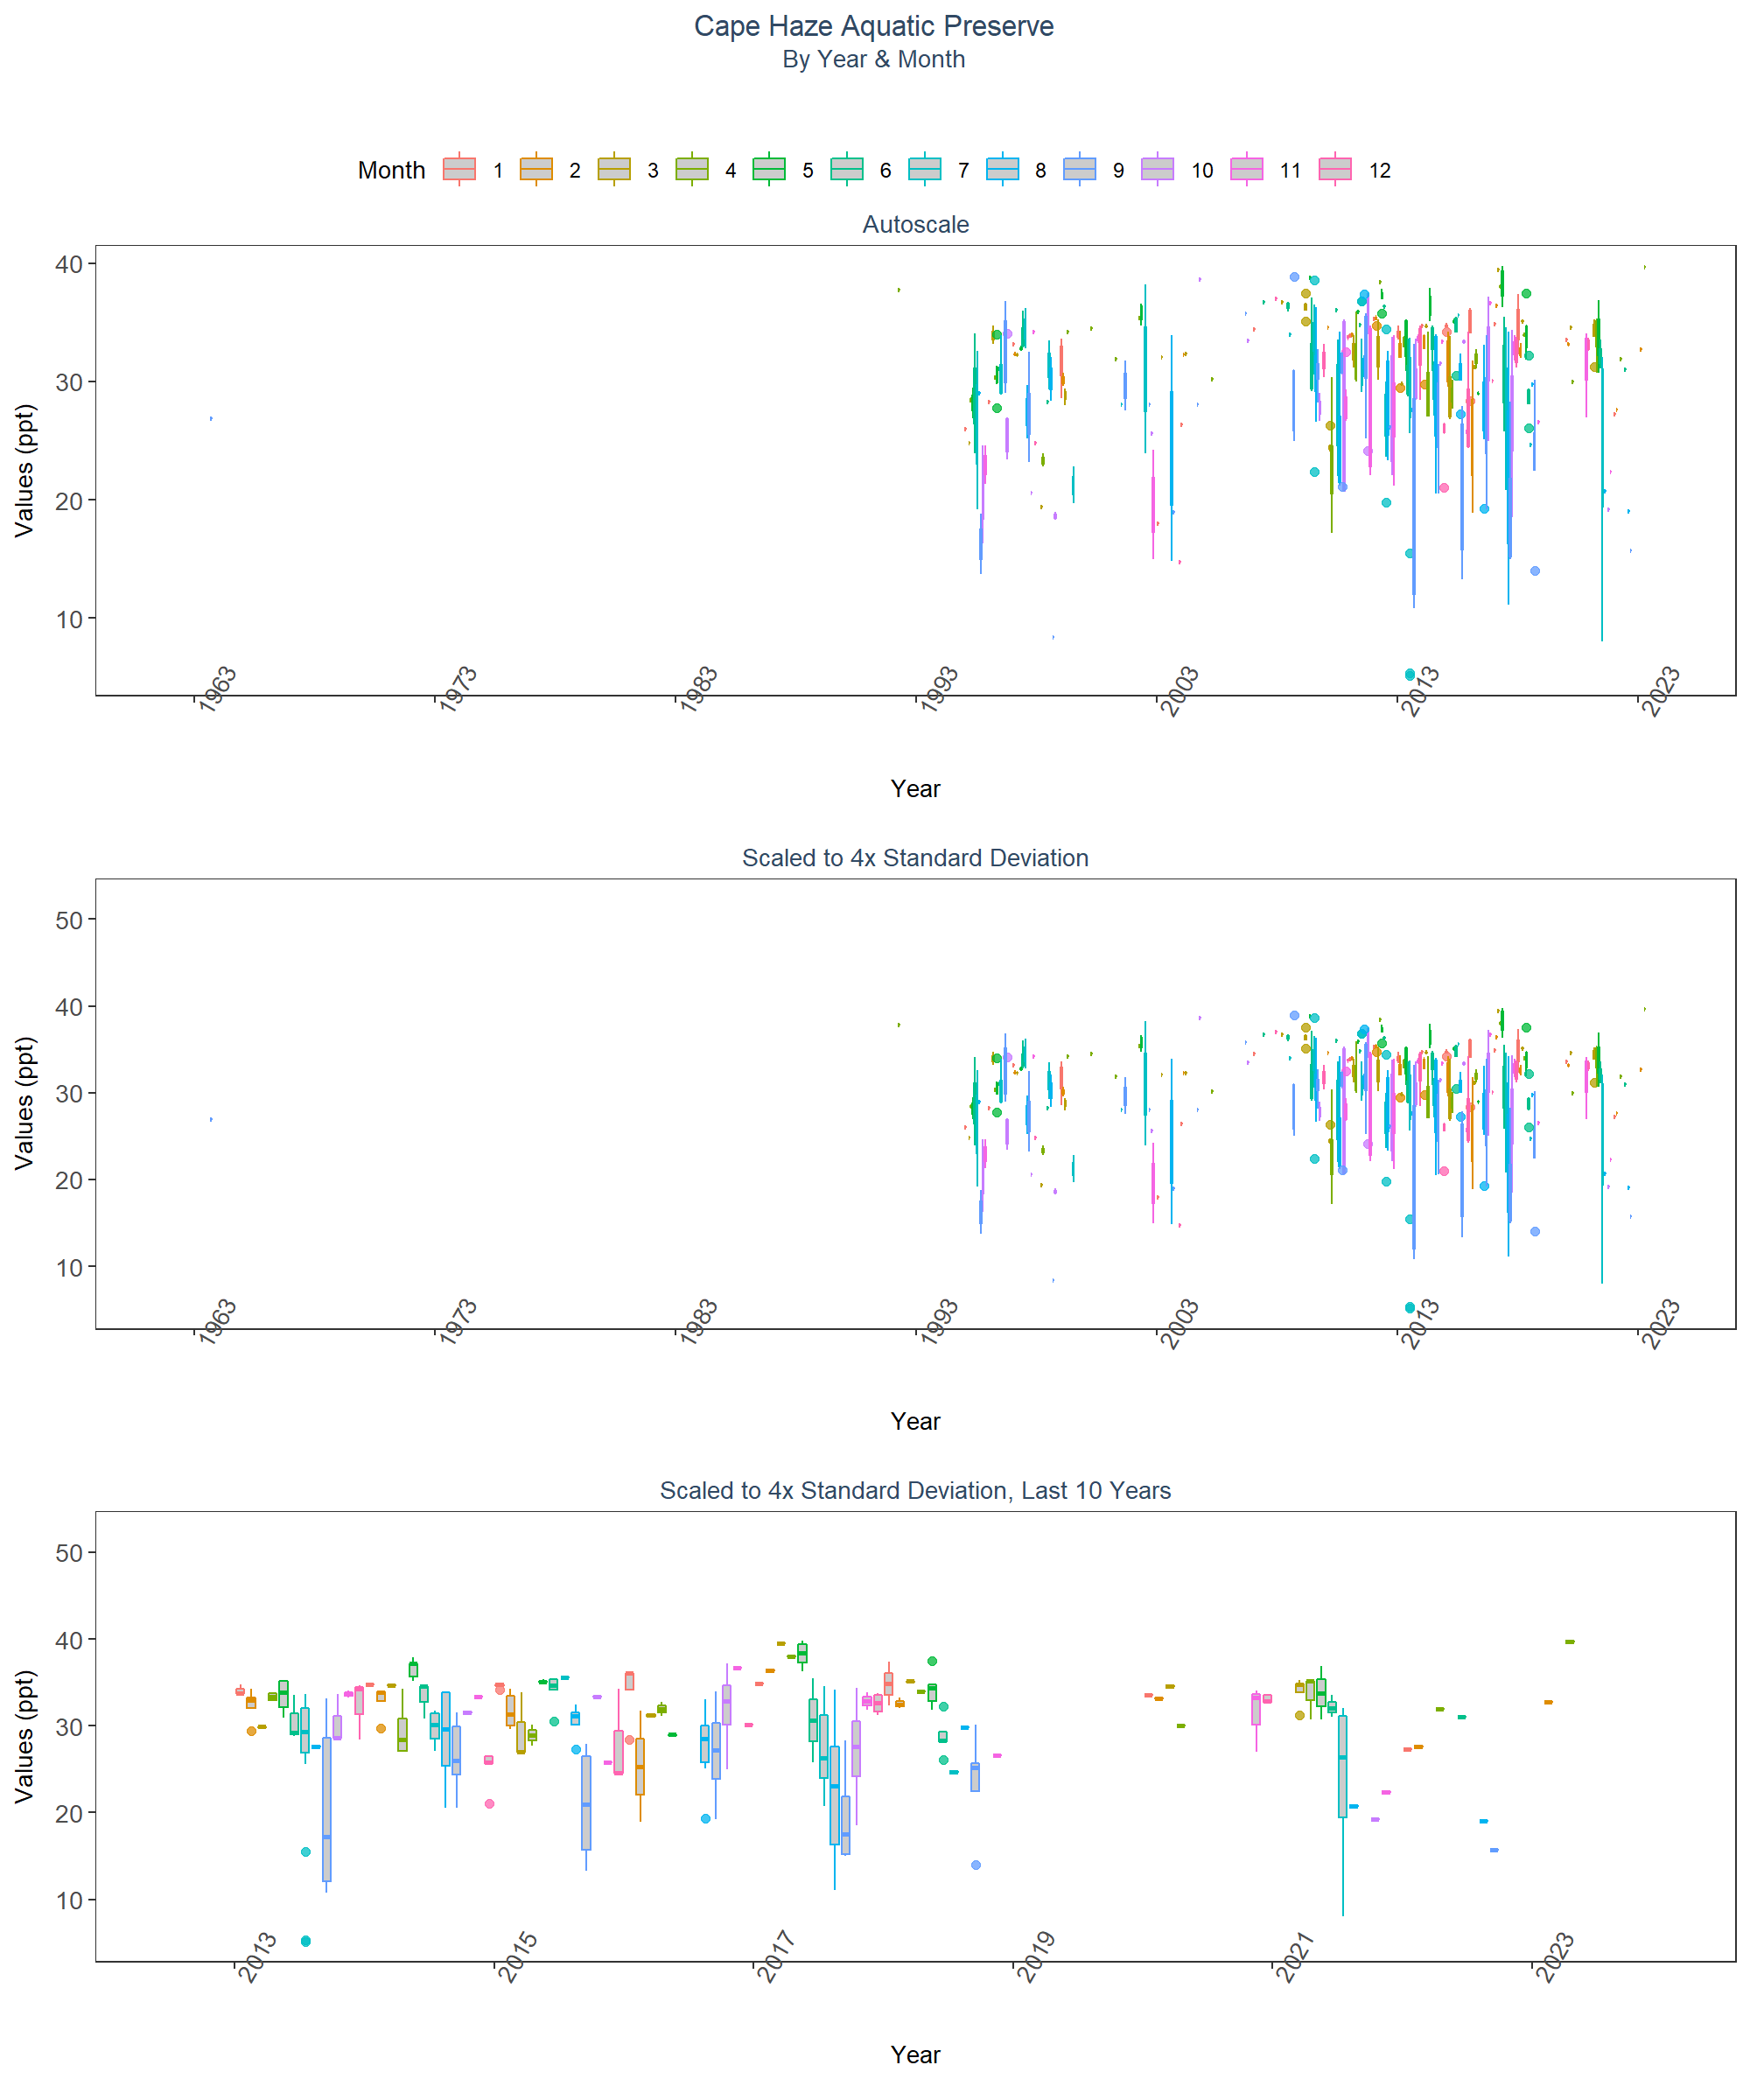 Cape Haze Aquatic Preserve
By Year & Month
Month 1 2 3 4 5 6 7 8 9 10 11 12
Autoscale
Values (ppt)
40
30
20
10
1963 1973 1983 1993 2003 2013 2023
Year
Scaled to 4x Standard Deviation
Values (ppt)
50
40
30
20
10
1963 1973 1983 1993 2003 2013 2023
Year
Scaled to 4x Standard Deviation, Last 10 Years
Values (ppt)
50
40
30
20
10
2013 2015 2017 2019 2021 2023
Year